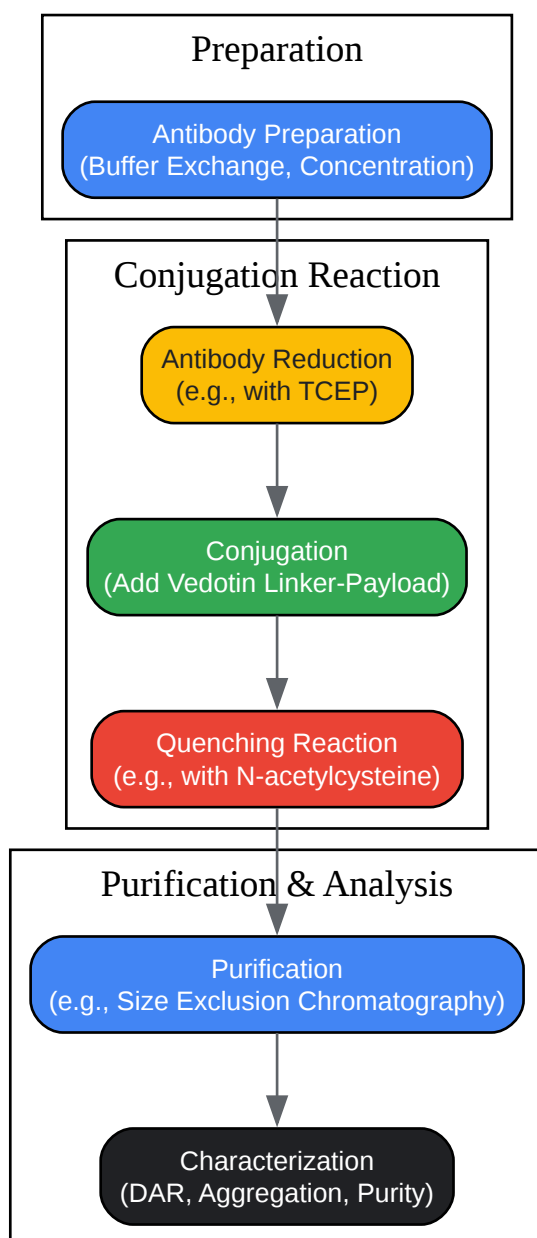 Preparation
Antibody Preparation
(Buffer Exchange, Concentration)
Conjugation Reaction
Antibody Reduction
(e.g., with TCEP)
Conjugation
(Add Vedotin Linker-Payload)
Quenching Reaction
(e.g., with N-acetylcysteine)
Purification & Analysis
Purification
(e.g., Size Exclusion Chromatography)
Characterization
(DAR, Aggregation, Purity)